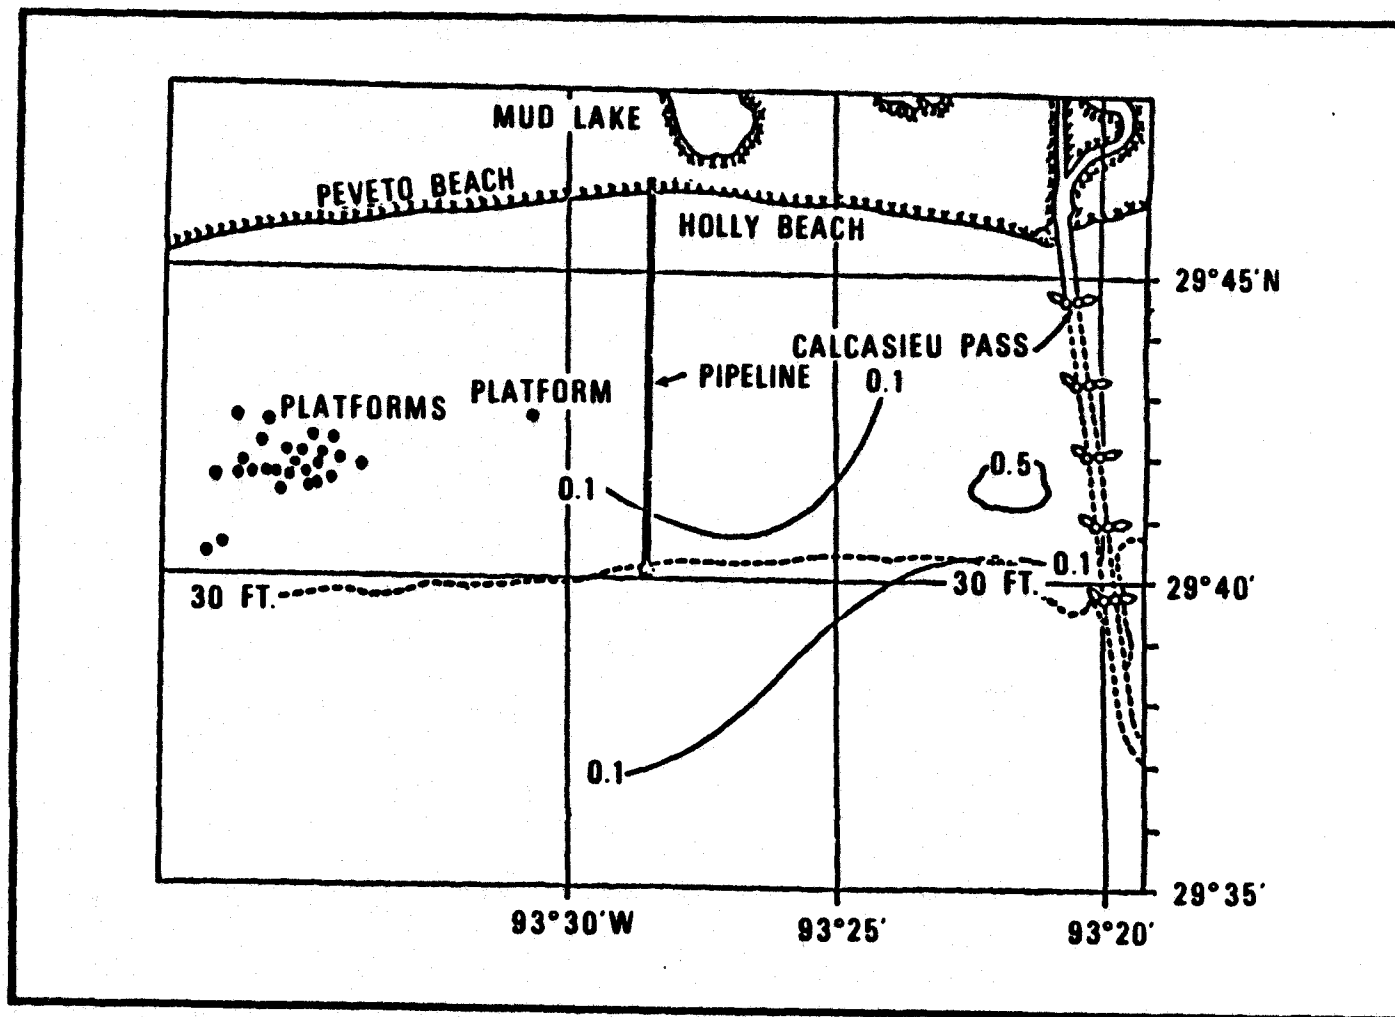 MUD LAKE
PEVETO BEACH
HOLLY BEACH
29°45'N
CALCASIEU PASS
PIPELINE
0.1
PLATFORM
PLATFORMS
0.5
0.1
0.1
30 FT.
29°40'
30 FT.
0.1
29°35'
93°30'W
93°25'
93°20'